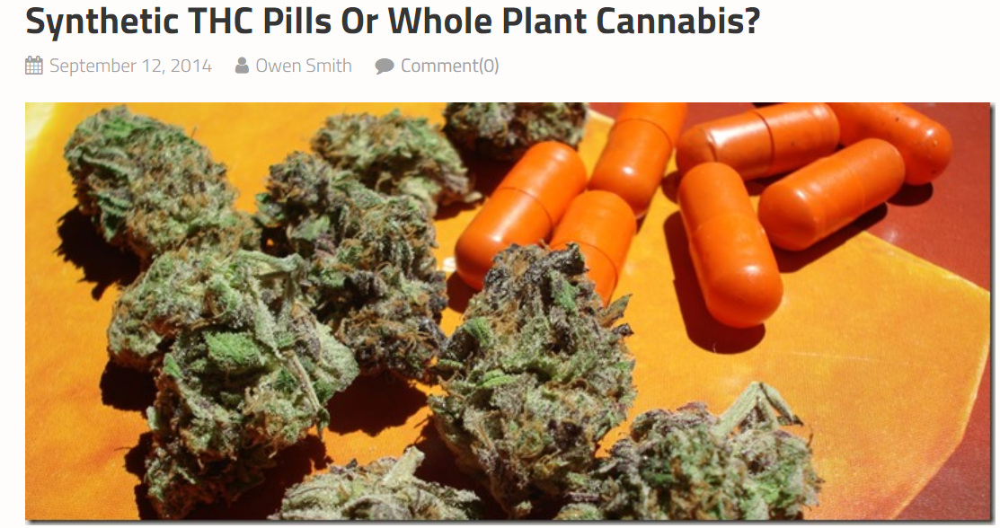 Synthetic THC Pills Or Whole Plant Cannabis?
September 12, 2014 Owen Smith Comment(0)